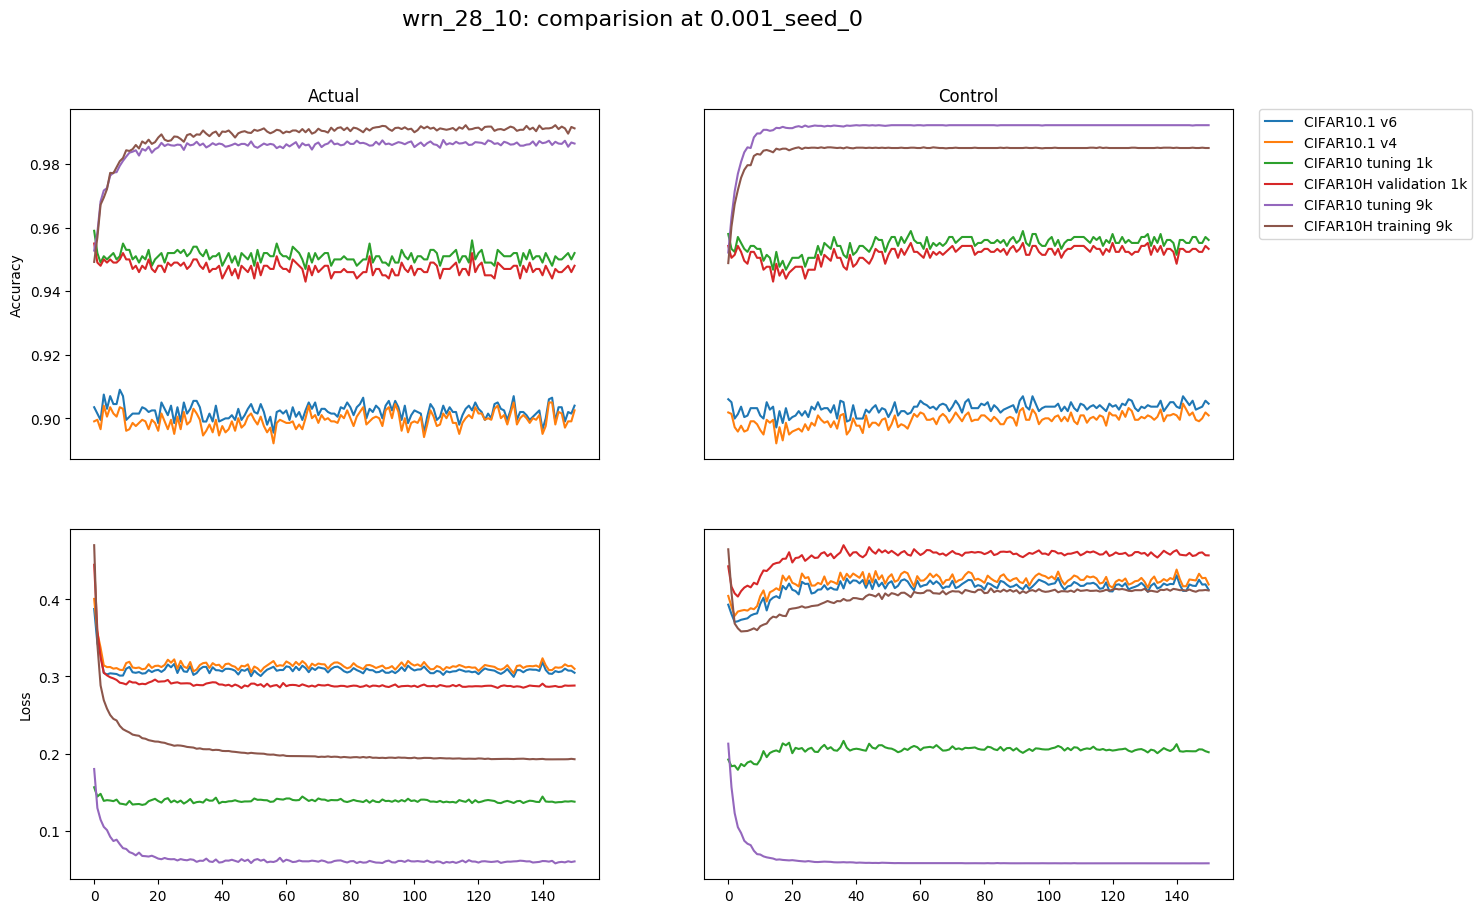 wrn_28_10: comparision at 0.001_seed_0
Actual
Control
CIFAR10.1 v6
CIFAR10.1 v4
CIFAR10 tuning 1k
CIFAR10H validation 1k
CIFAR10 tuning 9k
CIFAR10H training 9k
Accuracy
0.98
0.96
0.94
0.92
0.90
Loss
0.4
0.3
0.2
0.1
0 20 40 60 80 100 120 140
0 20 40 60 80 100 120 140